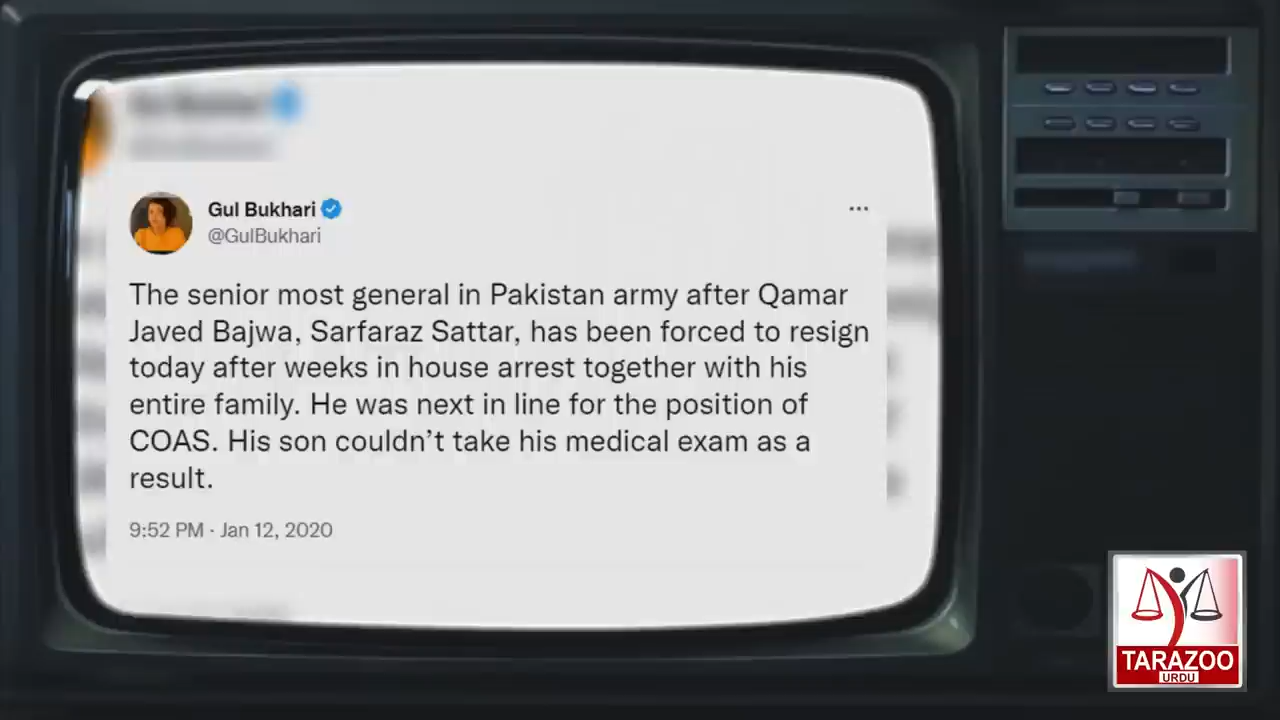 Gul Bukhari
@GulBukhari
The senior most general in Pakistan army after Qamar
Javed Bajwa, Sarfaraz Sattar, has been forced to resign
today after weeks in house arrest together with his
entire family. He was next in line for the position of
COAS. His son couldn’t take his medical exam as a
result.
9:52 PM · Jan 12, 2020
TARAZOO
URDU